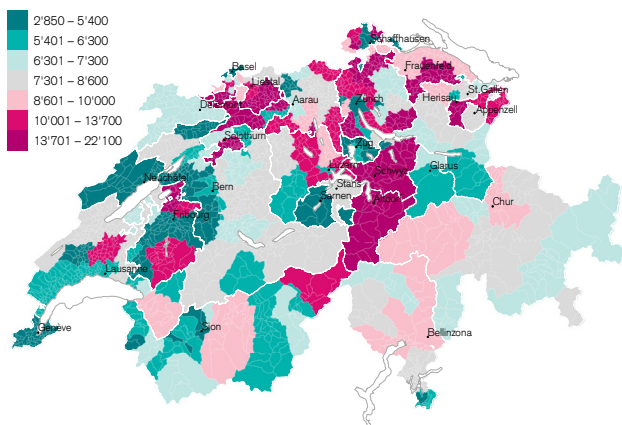 2'850 – 5'400
5'401 – 6'300
6'301 – 7'300
7'301 – 8'600
8'601 – 10'000
10'001 – 13'700
13'701 – 22'100
Schaffhausen
Basel
Frauenfeld
Liestal
St.Gallen
Delémont
Aarau
Zürich
Herisau
Appenzell
Solothurn
Zug
Luzern
Glarus
Schwyz
Neuchâtel
Bern
Stans
Sarnen
Altdorf
Chur
Fribourg
Lausanne
Genève
Sion
Bellinzona